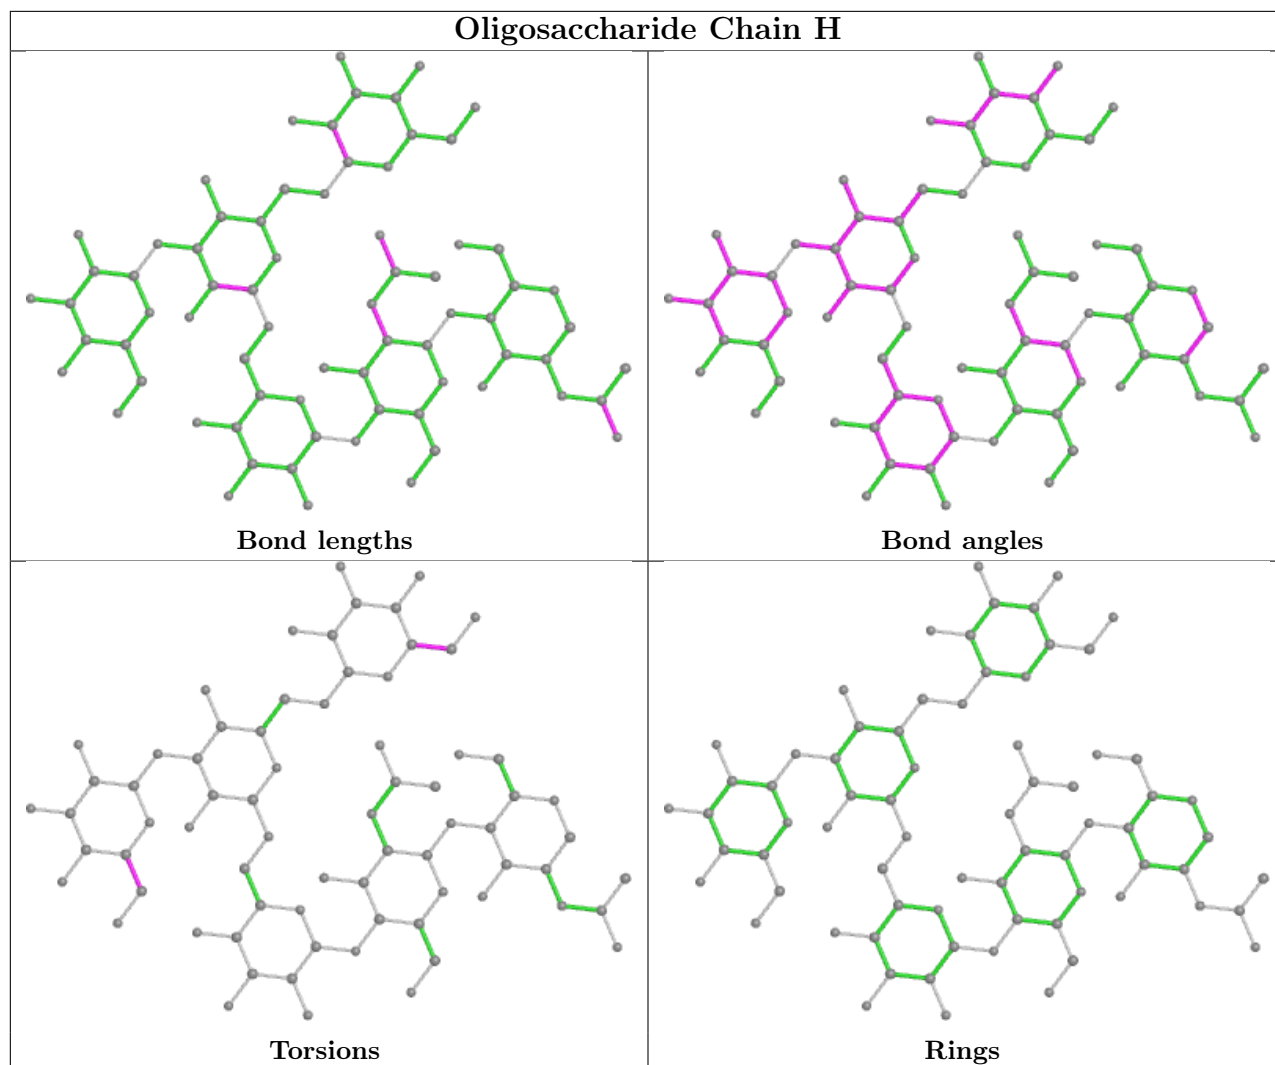 Oligosaccharide Chain H
Bond lengths
Bond angles
Torsions
Rings